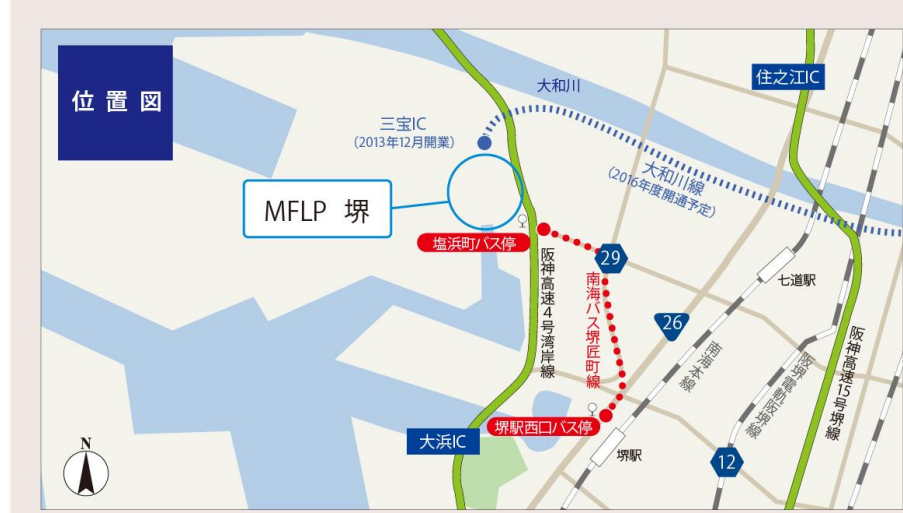 位置図
住之江IC
大和川
三宝IC
(2013年12月開業)
大和川線
(2016年度開通予定)
MFLP 堺
塩浜町バス停
29
七道駅
阪神高速4号湾岸線
南海バス堺匠町線
26
南海本線
阪堺電軌阪堺線
阪神高速15号堺線
堺駅西口バス停
大浜IC
堺駅
12
N